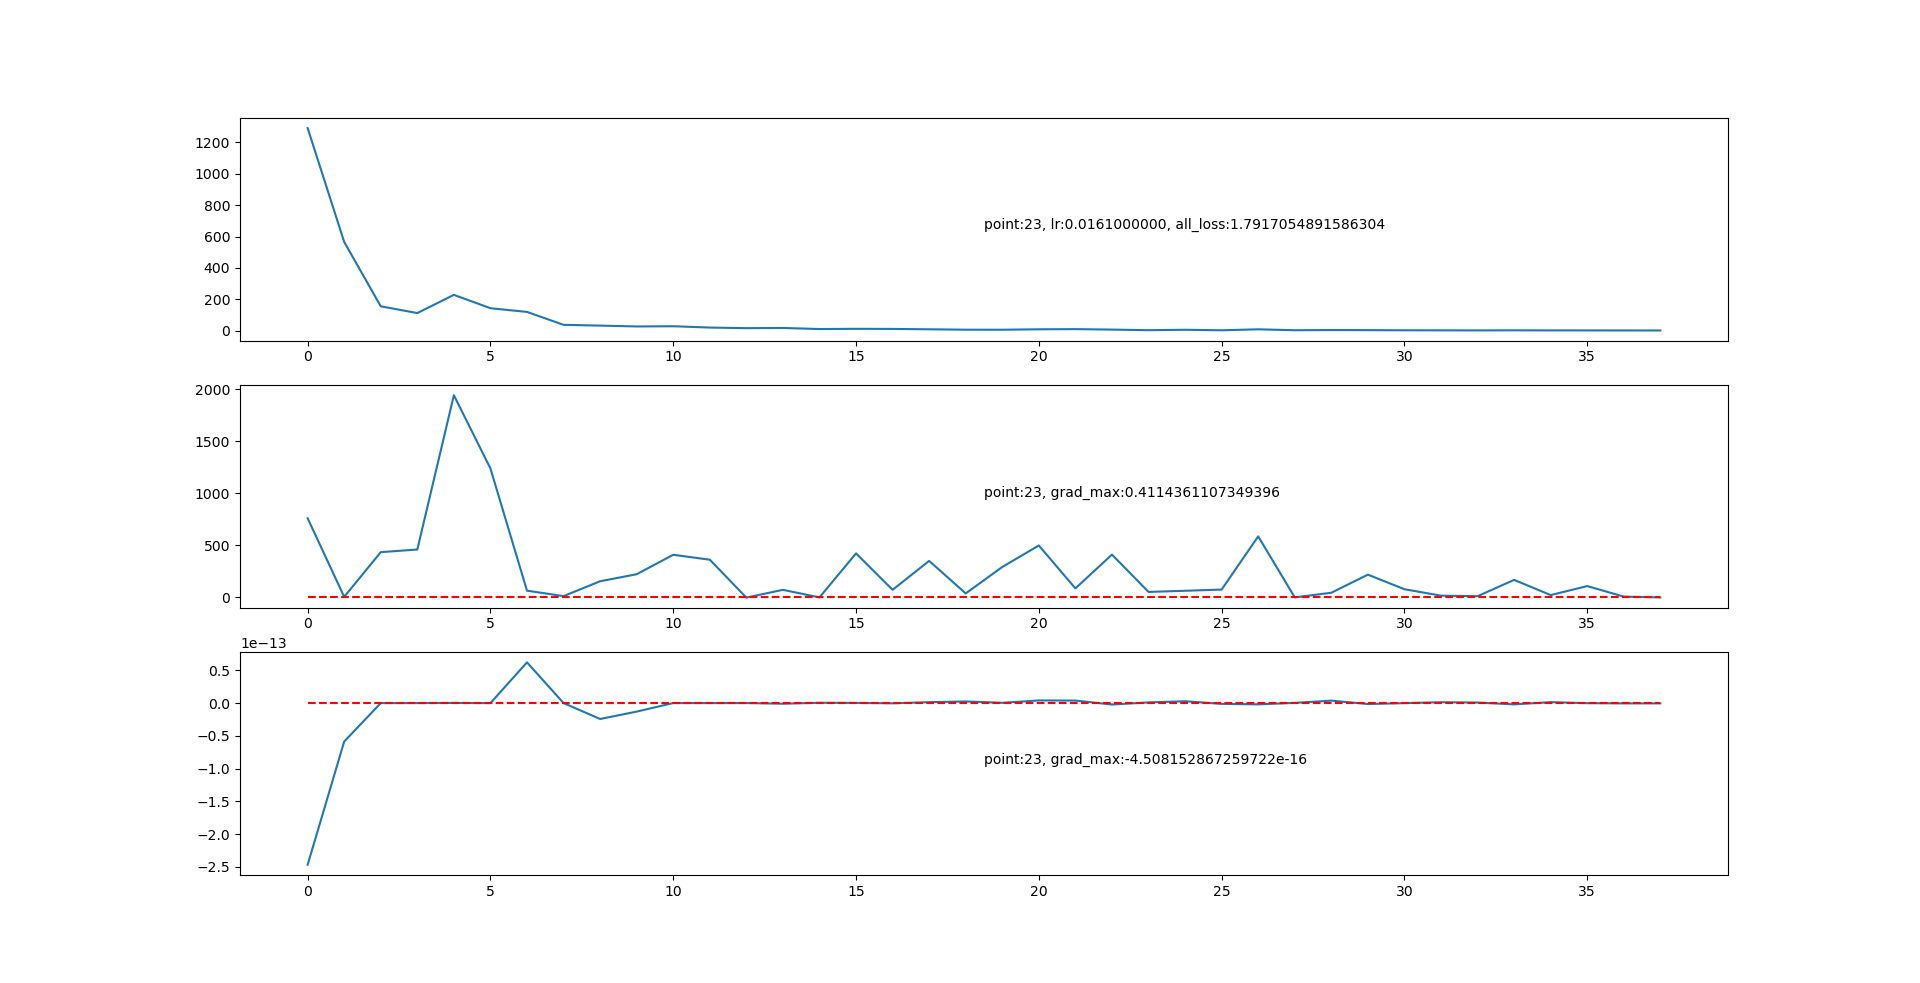 1200
1000
800
600
400
200
0
point:23, lr:0.0161000000, all_loss:1.7917054891586304
0 5 10 15 20 25 30 35
2000
1500
1000
500
0
point:23, grad_max:0.4114361107349396
0 5 10 15 20 25 30 35
1e−13
0.5
0.0
−0.5
−1.0
−1.5
−2.0
−2.5
point:23, grad_max:-4.508152867259722e-16
0 5 10 15 20 25 30 35